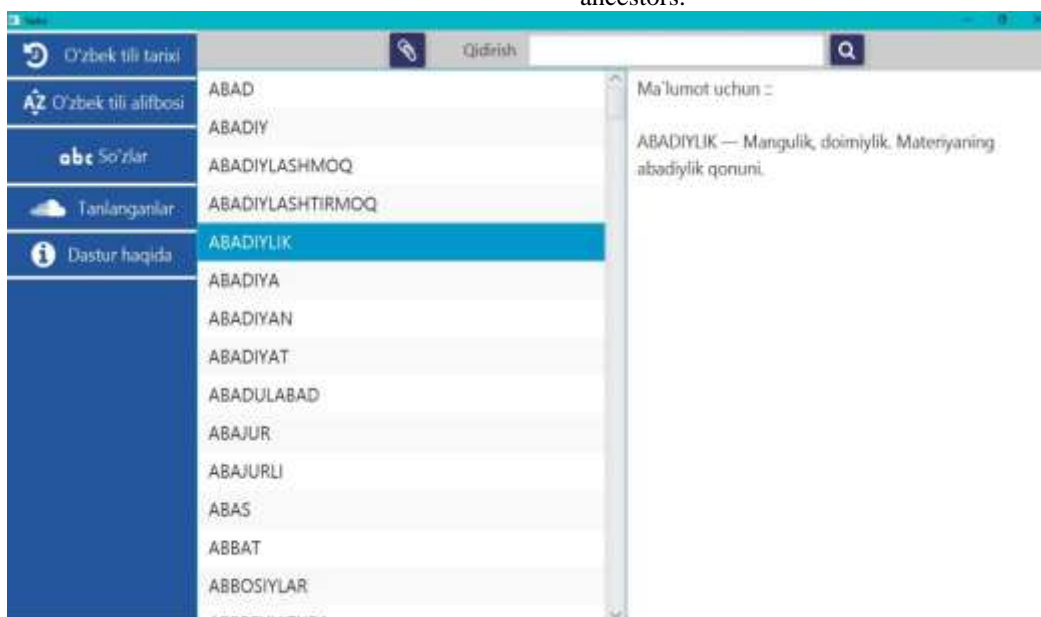 ancestors.
O'zbek tili tarixi
Qidirish
O'zbek tili alifbosi
abc So'zlar
Tanlanganlar
Dastur haqida
ABAD
ABADIY
ABADIYLASHMOQ
ABADIYLASHTIRMOQ
ABADIYLIK
ABADIYA
ABADIYAN
ABADIYAT
ABADULABAD
ABAJUR
ABAJURLI
ABAS
ABBAT
ABBOSIYLAR
Ma`lumot uchun ::
ABADIYLIK — Mangulik, doimiylik. Materiyaning
abadiylik qonuni.